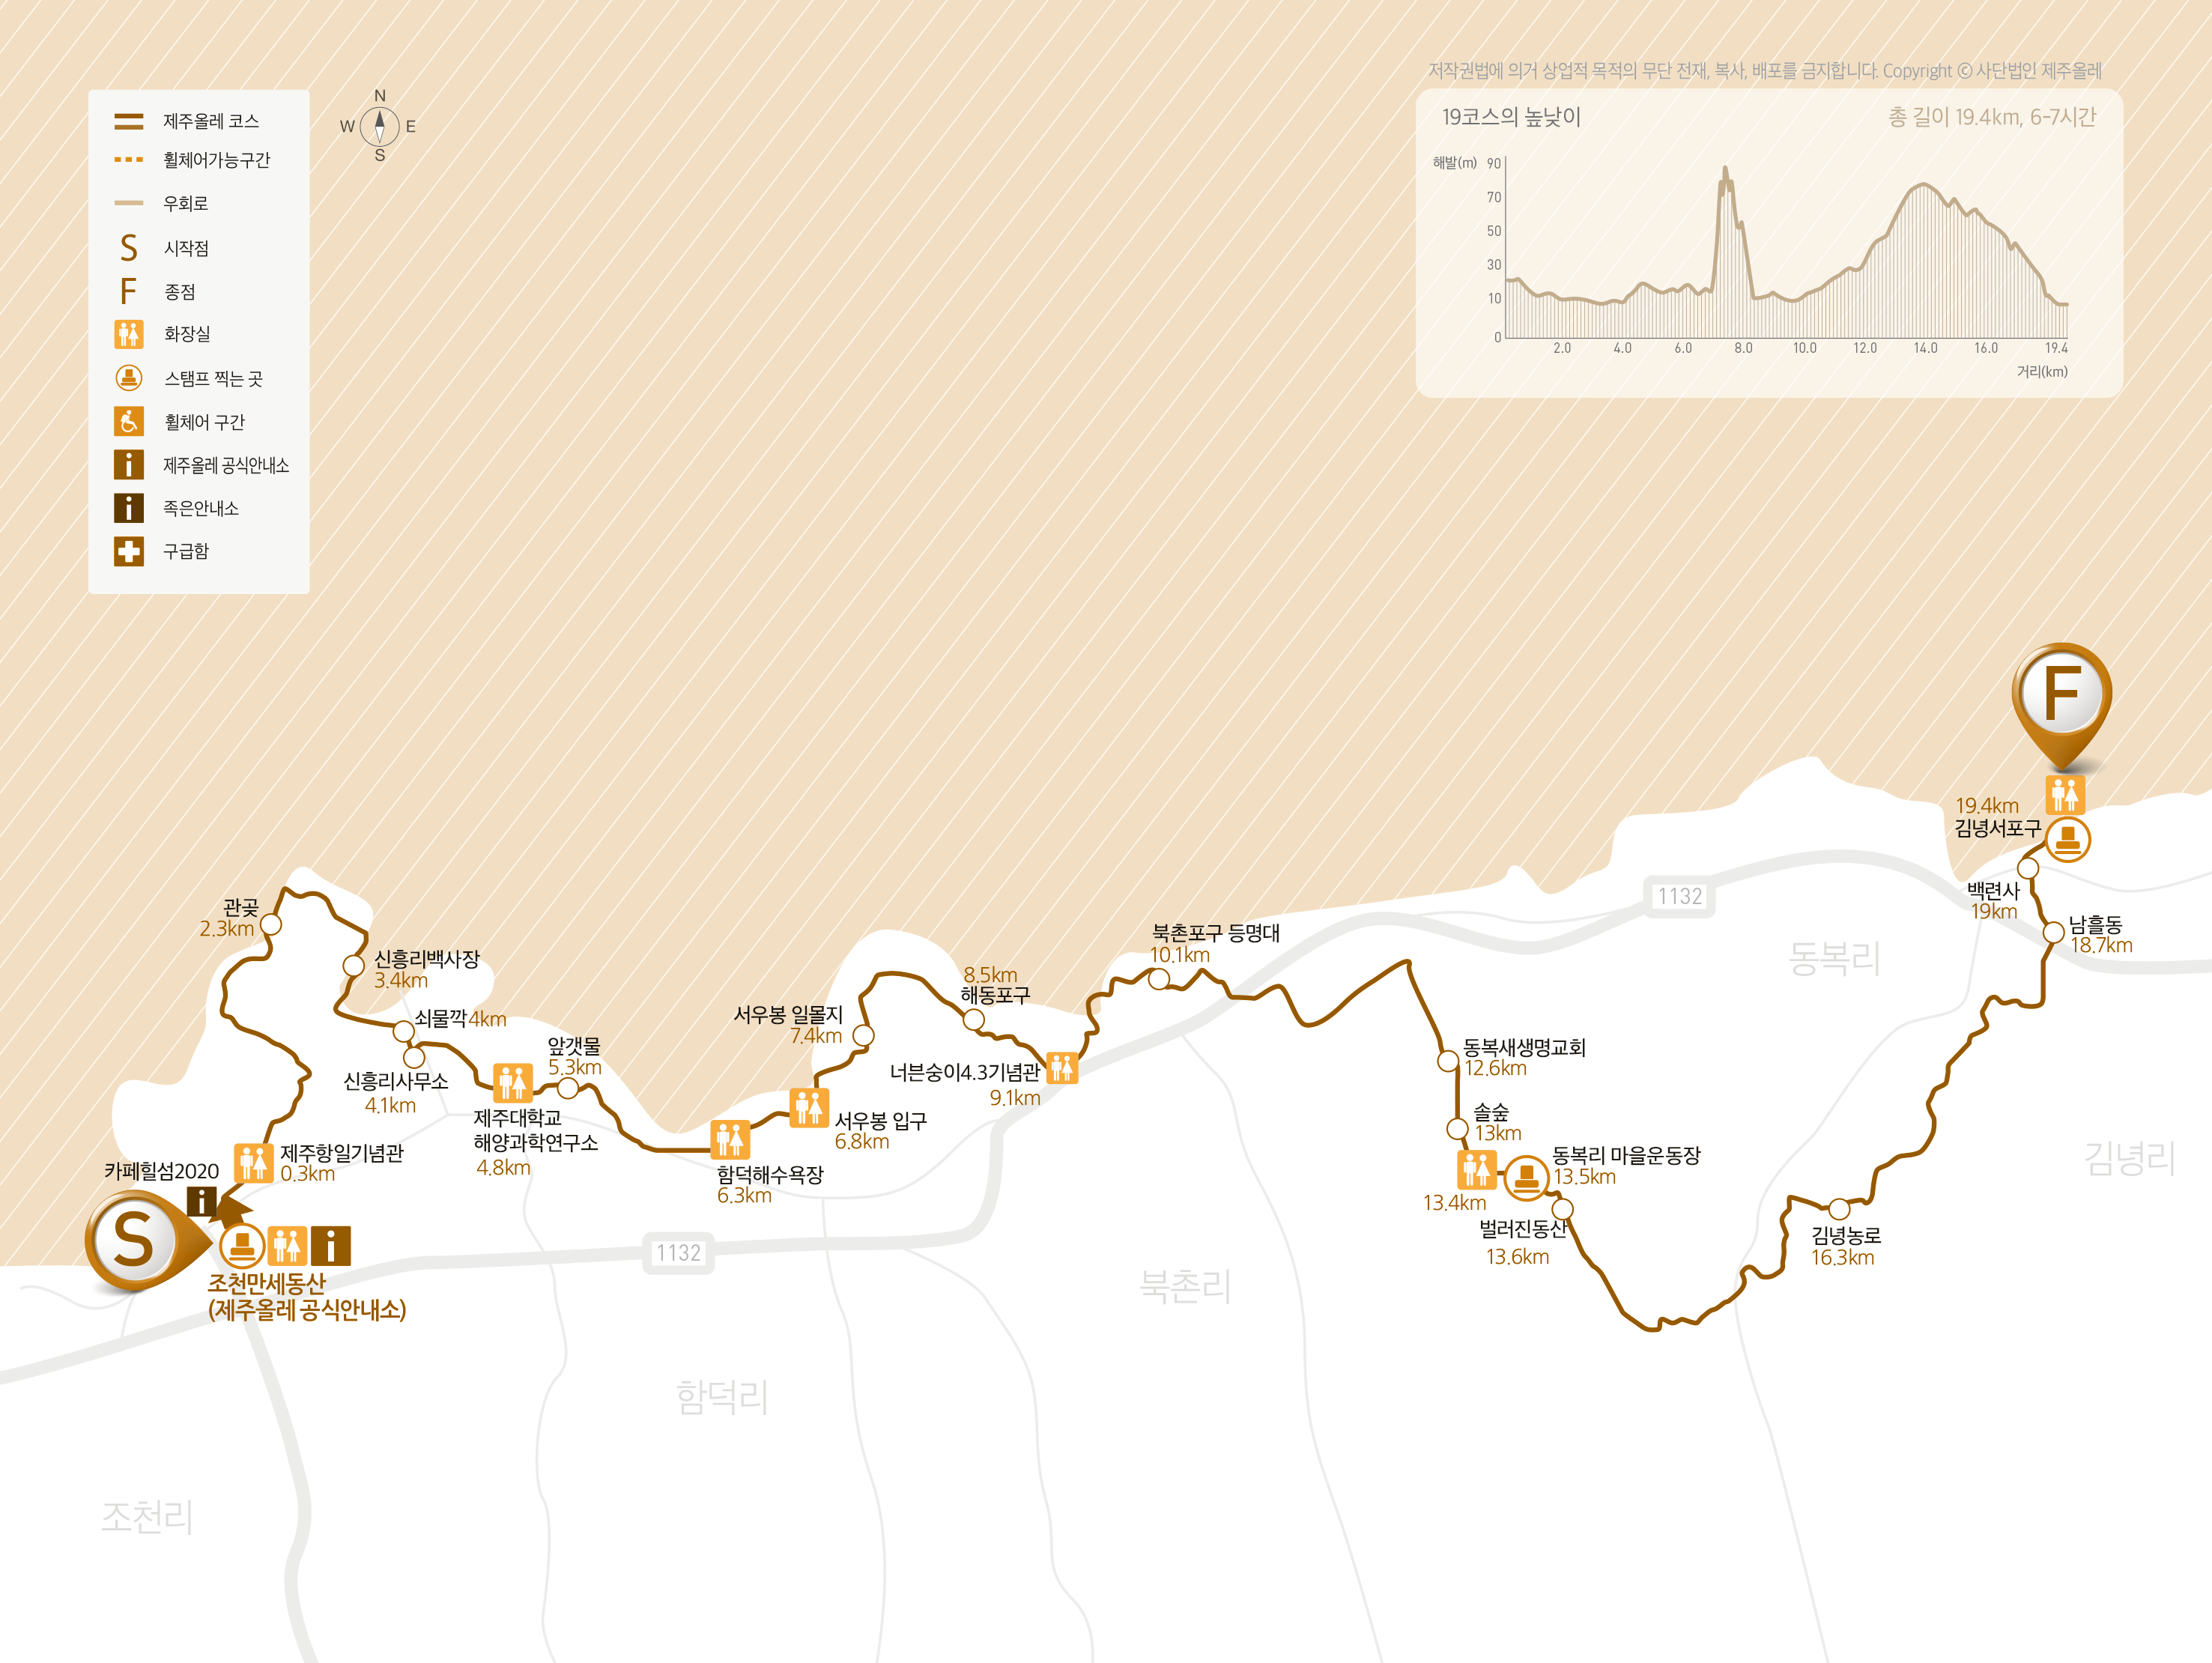 저작권법에 의거 상업적 목적의 무단 전재, 복사, 배포를 금지합니다. Copyright ⓒ 사단법인 제주올레
제주올레 코스
휠체어가능구간
우회로
S 시작점
F 종점
화장실
스탬프 찍는 곳
휠체어 구간
i 제주올레 공식안내소
i 족은안내소
구급함
N
W E
S
19코스의 높낮이 총 길이 19.4km, 6-7시간
해발(m) 90
70
50
30
10
0
2.0 4.0 6.0 8.0 10.0 12.0 14.0 16.0 19.4
거리(km)
F
19.4km
김녕서포구
백련사
19km
남흘동
18.7km
1132
동복리
관곶
2.3km
신흥리백사장
3.4km
쇠물깍4km
신흥리사무소
4.1km
앞갯물
5.3km
제주대학교
해양과학연구소
4.8km
서우봉 일몰지
7.4km
8.5km
해동포구
북촌포구 등명대
10.1km
너븐숭이4.3기념관
9.1km
서우봉 입구
6.8km
함덕해수욕장
6.3km
동복새생명교회
12.6km
솔숲
13km
동복리 마을운동장
13.5km
13.4km
벌러진동산
13.6km
김녕농로
16.3km
김녕리
제주항일기념관
0.3km
카페힐섬2020
i
S
i
조천만세동산
(제주올레 공식안내소)
1132
북촌리
함덕리
조천리